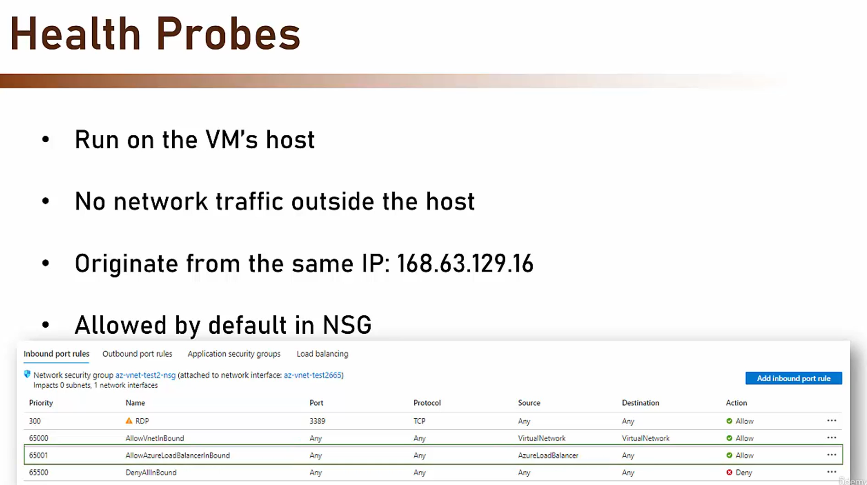 Health Probes
• Run on the VM's host
• No network traffic outside the host
• Originate from the same IP: 168.63.129.16
• Allowed by default in NSG
Inbound port rules Outbound port rules Application security groups Load balancing
Network security group az-vnet-test2-nsg (attached to network interface: az-vnet-test2665)
Impacts 0 subnets, 1 network interfaces
Add inbound port rule
Priority Name Port Protocol Source Destination Action
300 RDP 3389 TCP Any Any Allow ...
65000 AllowVnetInBound Any Any VirtualNetwork VirtualNetwork Allow ...
65001 AllowAzureLoadBalancerInBound Any Any AzureLoadBalancer Any Allow ...
65500 DenyAllInBound Any Any Any Any Deny ...